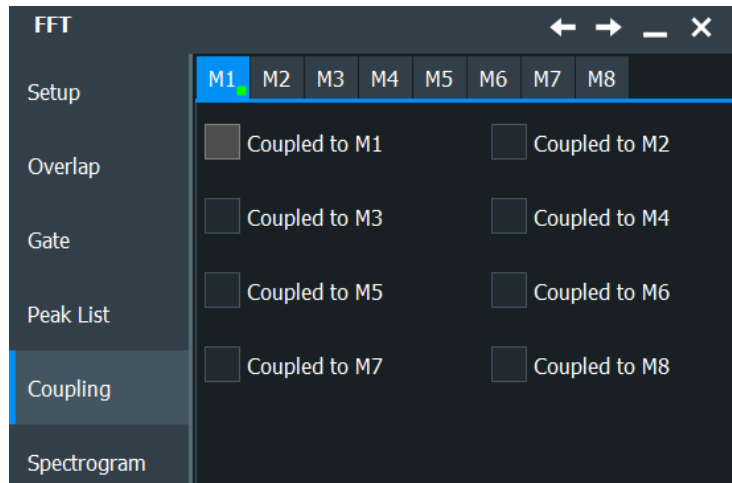 FFT
Setup
Overlap
Gate
Peak List
Coupling
Spectrogram
M1 M2 M3 M4 M5 M6 M7 M8
Coupled to M1 Coupled to M2
Coupled to M3 Coupled to M4
Coupled to M5 Coupled to M6
Coupled to M7 Coupled to M8